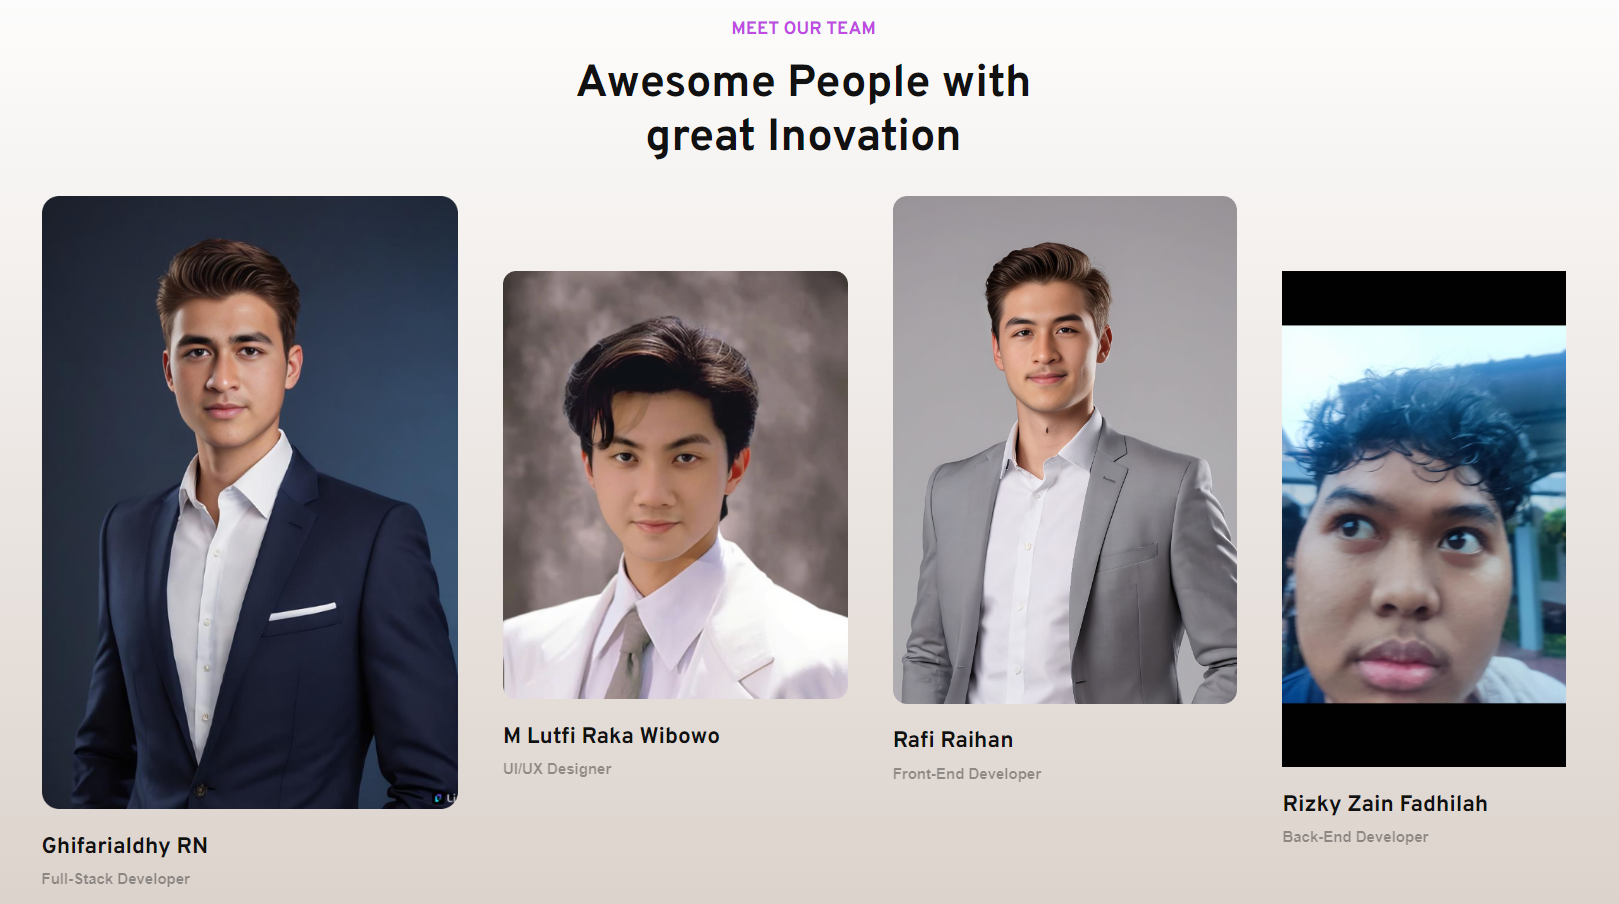 MEET OUR TEAM
Awesome People with
great Inovation
Ghifarialdhy RN
Full-Stack Developer
M Lutfi Raka Wibowo
UI/UX Designer
Rafi Raihan
Front-End Developer
Rizky Zain Fadhilah
Back-End Developer